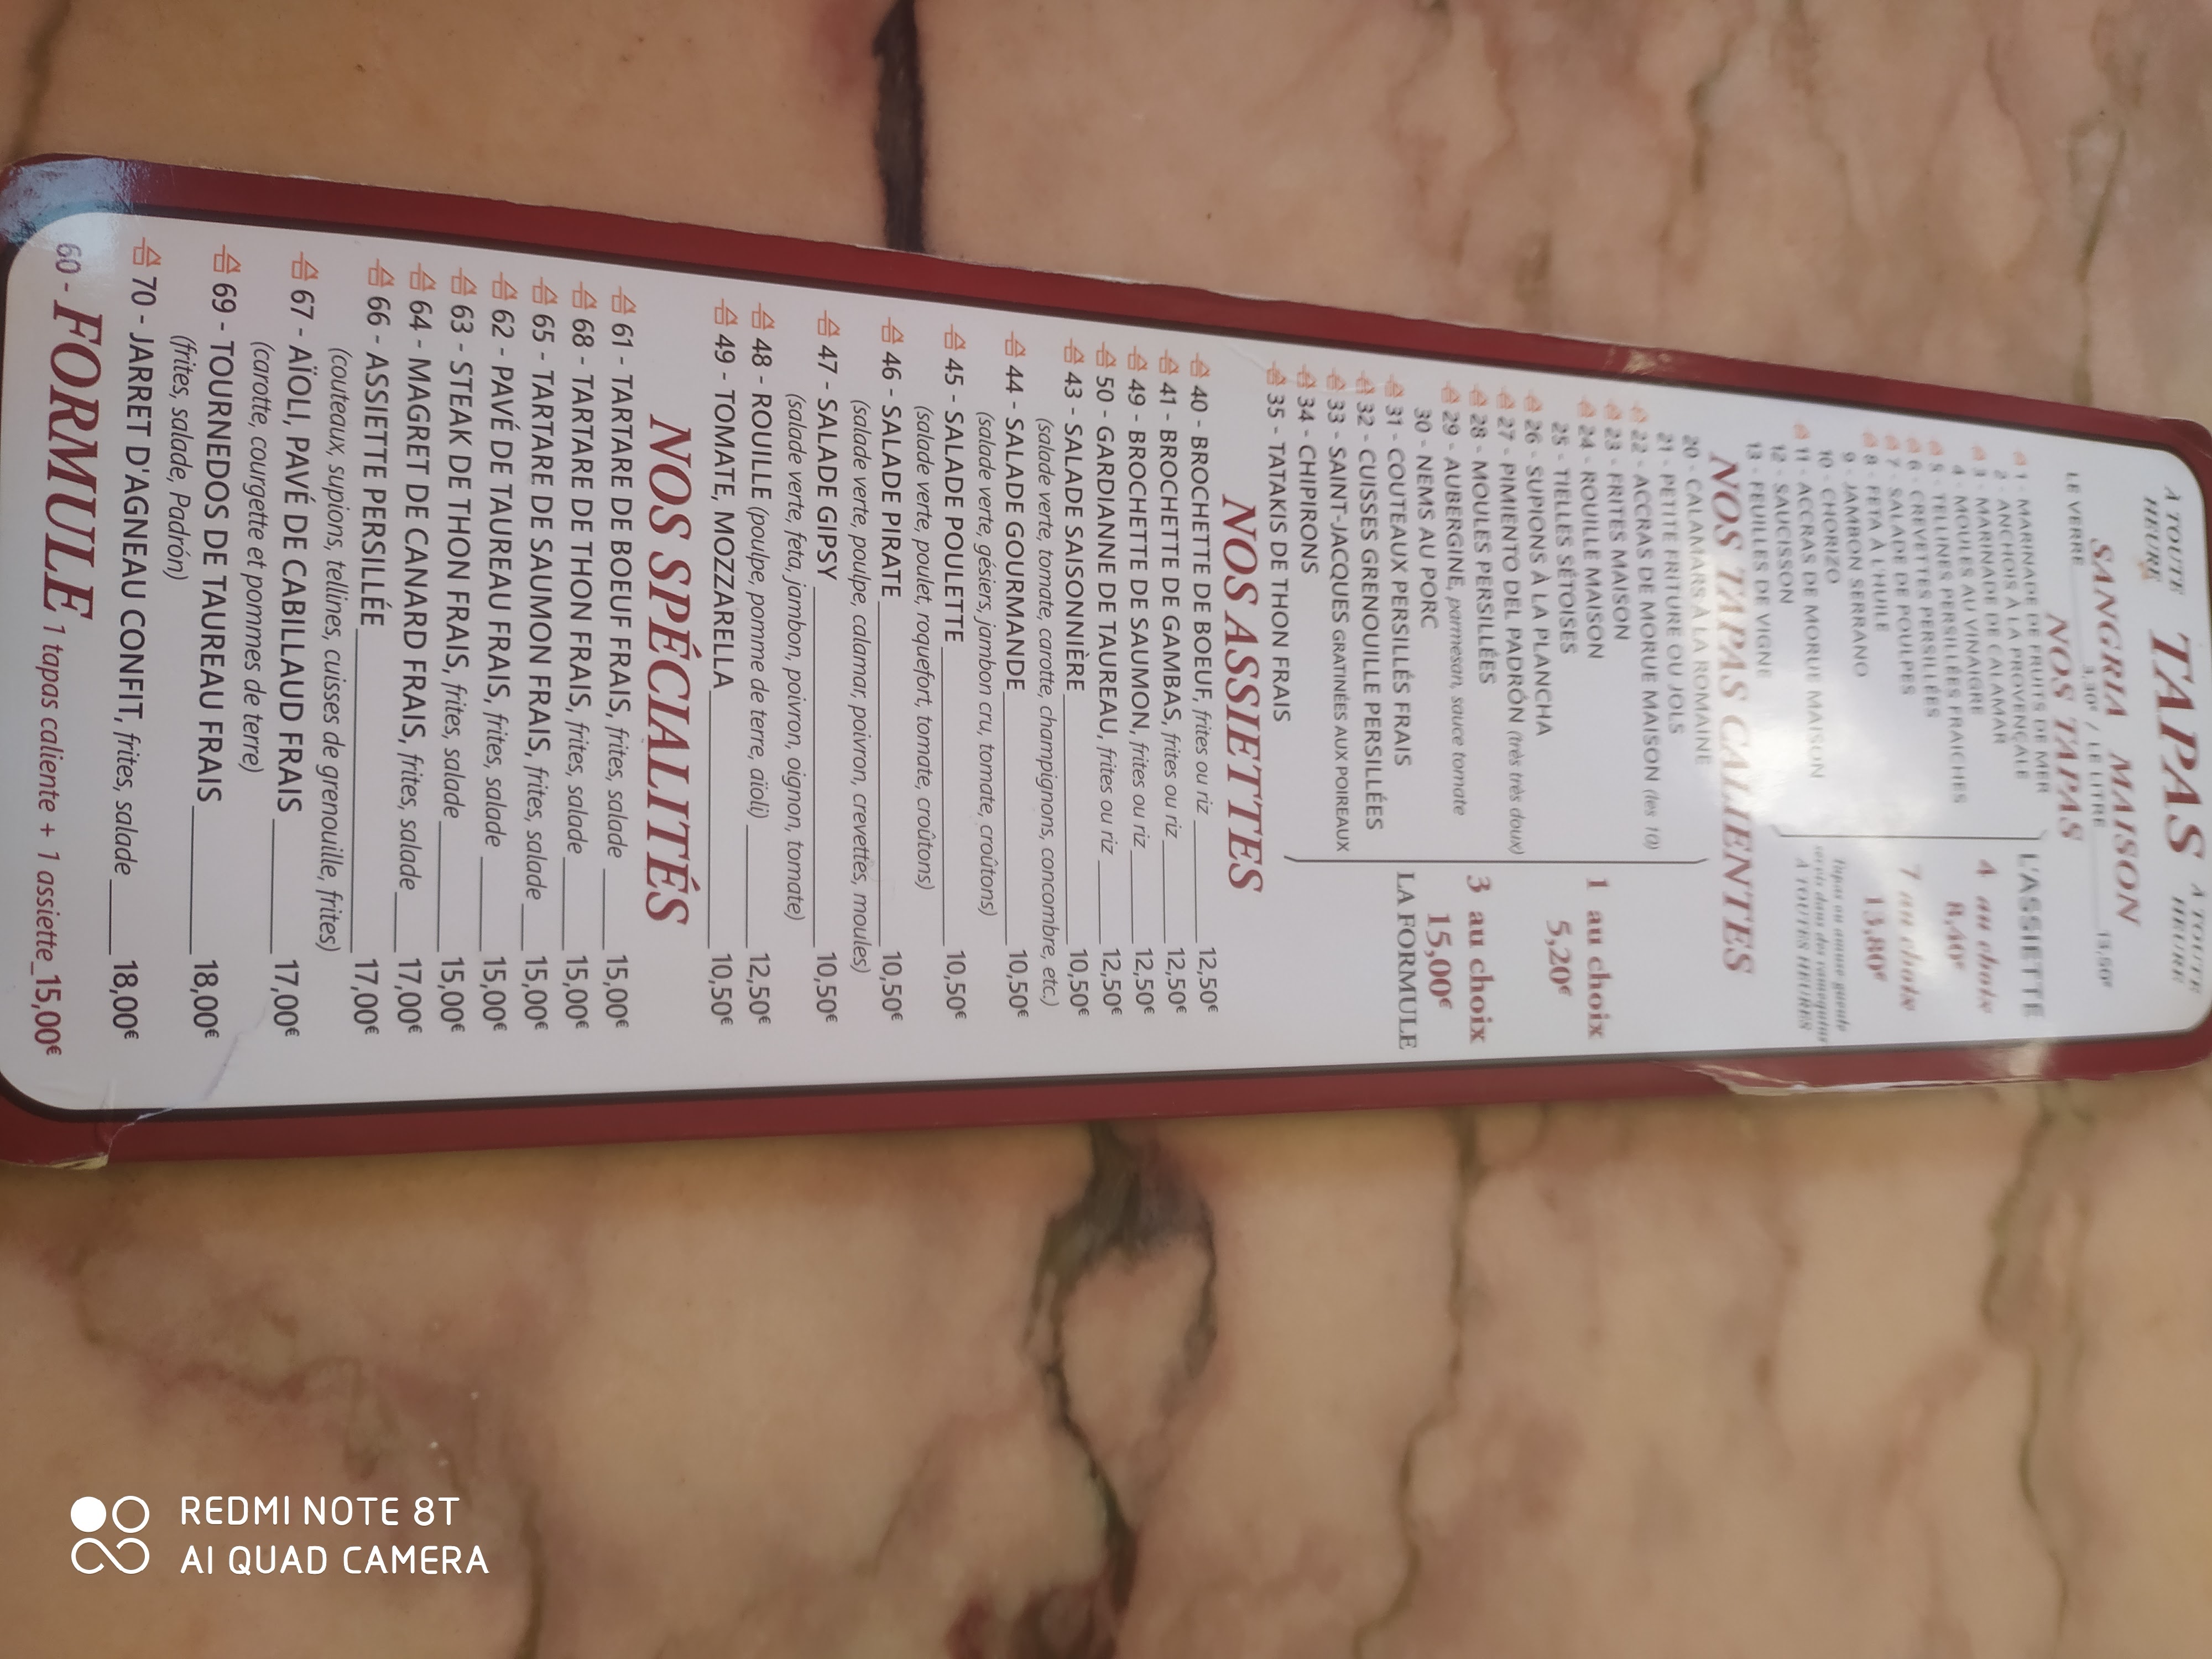 A TOUTE HEURE TAPAS A TOUTE HEURE
SANGRIA MAISON
LE VERRE 3,30€ / LE LITRE 15,50€
NOS TAPAS
1 - MARINADE DE FRUITS DE MER
2 - ANCHOIS À LA PROVENÇALE
3 - MARINADE DE CALAMAR
4 - MOULES AU VINAIGRE
5 - TELLINES PERSILLÉES FRAICHES
6 - CREVETTES PERSILLÉES
7 - SALADE DE POULPES
8 - FETA À L'HUILE
9 - JAMBON SERRANO
10 - CHORIZO
11 - ACCRAS DE MORUE MAISON
12 - SAUCISSON
13 - FEUILLES DE VIGNE
L'ASSIETTE
4 au choix
8,40€
7 au choix
13,80€
Tapas ou amuse gueule
servis dans des ramequins
À TOUTES HEURES
NOS TAPAS CALIENTES
20 - CALAMARS À LA ROMAINE
21 - PETITE FRITURE OU JOLS
22 - ACCRAS DE MORUE MAISON (les 10)
23 - FRITES MAISON
24 - ROUILLE MAISON
25 - TIELLES SÉTOISES
26 - SUPIONS À LA PLANCHA
27 - PIMIENTO DEL PADRÓN (très très doux)
28 - MOULES PERSILLÉES
29 - AUBERGINE, parmesan, sauce tomate
30 - NEMS AU PORC
31 - COUTEAUX PERSILLÉS FRAIS
32 - CUISSES GRENOUILLE PERSILLÉES
33 - SAINT-JACQUES GRATINÉES AUX POIREAUX
34 - CHIPIRONS
35 - TATAKIS DE THON FRAIS
1 au choix
5,20€
3 au choix
15,00€
LA FORMULE
NOS ASSIETTES
40 - BROCHETTE DE BOEUF, frites ou riz 12,50€
41 - BROCHETTE DE GAMBAS, frites ou riz 12,50€
49 - BROCHETTE DE SAUMON, frites ou riz 12,50€
50 - GARDIANNE DE TAUREAU, frites ou riz 12,50€
43 - SALADE SAISONNIÈRE 10,50€
(salade verte, tomate, carotte, champignons, concombre, etc.)
44 - SALADE GOURMANDE 10,50€
(salade verte, gésiers, jambon cru, tomate, croûtons)
45 - SALADE POULETTE 10,50€
(salade verte, poulet, roquefort, tomate, croûtons)
46 - SALADE PIRATE 10,50€
(salade verte, poulpe, calamar, poivron, crevettes, moules)
47 - SALADE GIPSY 10,50€
(salade verte, feta, jambon, poivron, oignon, tomate)
48 - ROUILLE (poulpe, pomme de terre, aïoli) 12,50€
49 - TOMATE, MOZZARELLA 10,50€
NOS SPÉCIALITÉS
61 - TARTARE DE BOEUF FRAIS, frites, salade 15,00€
68 - TARTARE DE THON FRAIS, frites, salade 15,00€
65 - TARTARE DE SAUMON FRAIS, frites, salade 15,00€
62 - PAVÉ DE TAUREAU FRAIS, frites, salade 15,00€
63 - STEAK DE THON FRAIS, frites, salade 15,00€
64 - MAGRET DE CANARD FRAIS, frites, salade 17,00€
66 - ASSIETTE PERSILLÉE 17,00€
(couteaux, supions, tellines, cuisses de grenouille, frites)
67 - AÏOLI, PAVÉ DE CABILLAUD FRAIS 17,00€
(carotte, courgette et pommes de terre)
69 - TOURNEDOS DE TAUREAU FRAIS 18,00€
(frites, salade, Padrón)
70 - JARRET D'AGNEAU CONFIT, frites, salade 18,00€
60 - FORMULE 1 tapas caliente + 1 assiette 15,00€
REDMI NOTE 8T
AI QUAD CAMERA